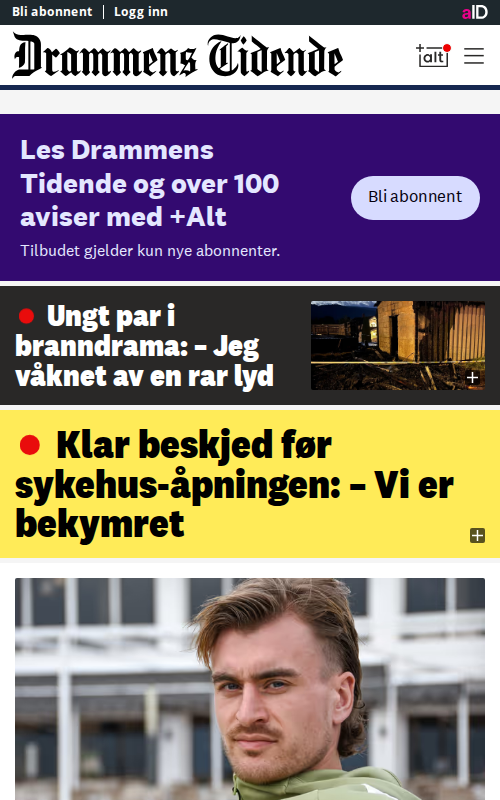 Bli abonnent | Logg inn
aID
Drammens Tidende
+alt
Les Drammens
Tidende og over 100
aviser med +Alt
Bli abonnent
Tilbudet gjelder kun nye abonnenter.
Ungt par i
branndrama: – Jeg
våknet av en rar lyd
Klar beskjed før
sykehus-åpningen: – Vi er
bekymret